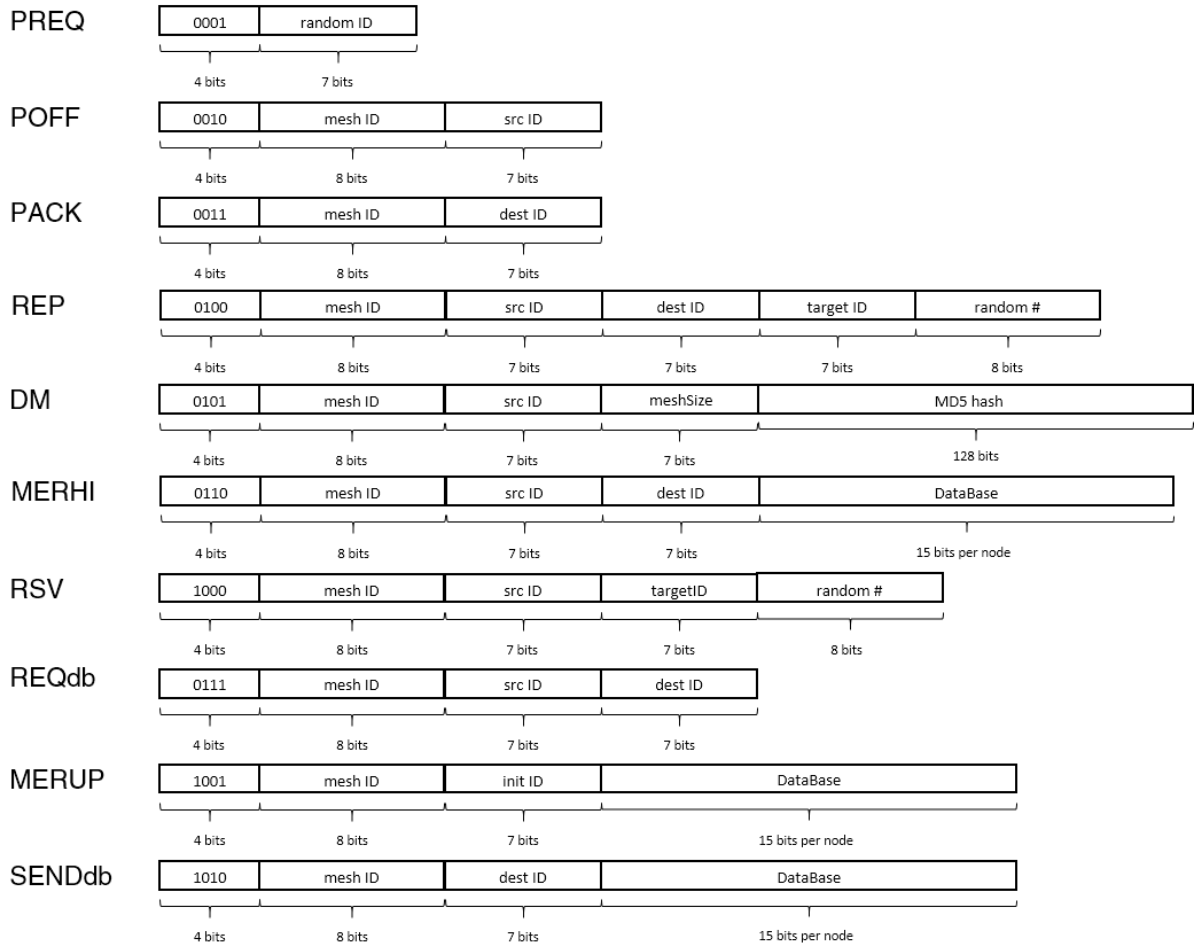 PREQ 0001 random ID
4 bits 7 bits
POFF 0010 mesh ID src ID
4 bits 8 bits 7 bits
PACK 0011 mesh ID dest ID
4 bits 8 bits 7 bits
REP 0100 mesh ID src ID dest ID target ID random #
4 bits 8 bits 7 bits 7 bits 7 bits 8 bits
DM 0101 mesh ID src ID meshSize MD5 hash
4 bits 8 bits 7 bits 7 bits 128 bits
MERHI 0110 mesh ID src ID dest ID DataBase
4 bits 8 bits 7 bits 7 bits 15 bits per node
RSV 1000 mesh ID src ID targetID random #
4 bits 8 bits 7 bits 7 bits 8 bits
REQdb 0111 mesh ID src ID dest ID
4 bits 8 bits 7 bits 7 bits
MERUP 1001 mesh ID init ID DataBase
4 bits 8 bits 7 bits 15 bits per node
SENDdb 1010 mesh ID dest ID DataBase
4 bits 8 bits 7 bits 15 bits per node